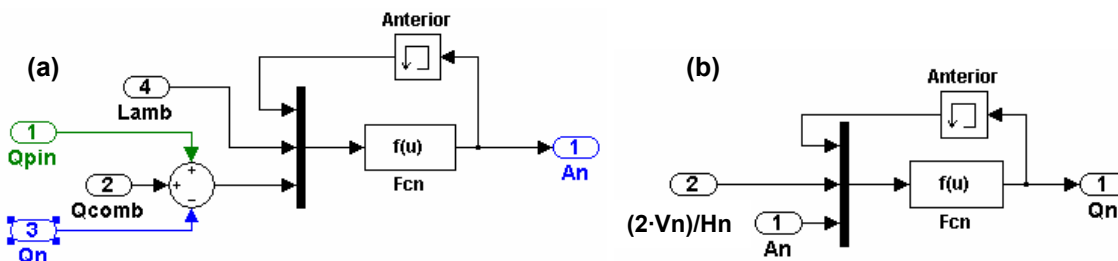 (a)
Anterior
4
Lamb
1
Qpin
+
+
−
2
Qcomb
3
Qn
f(u)
Fcn
1
An
(b)
Anterior
2
(2·Vn)/Hn
1
An
f(u)
Fcn
1
Qn